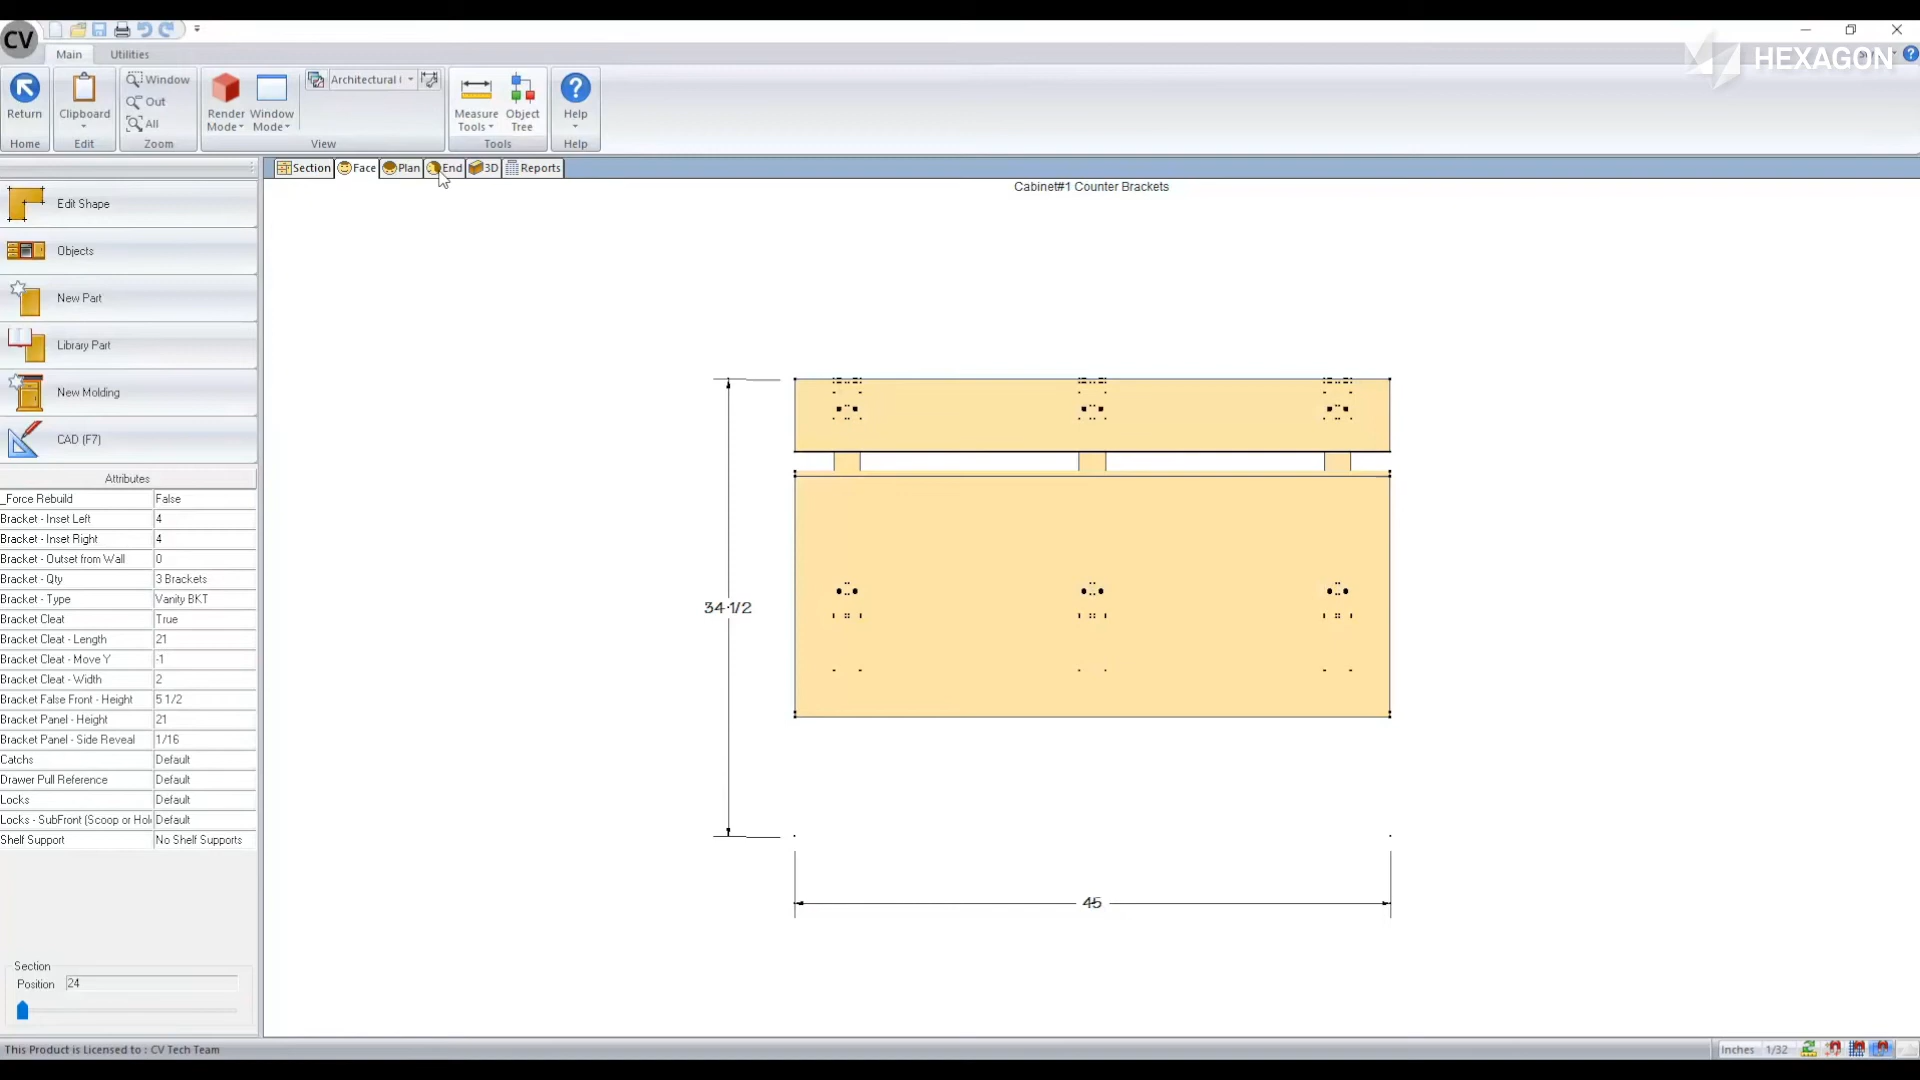 CV
HEXAGON
Main
Utilities
Return
Home
Clipboard
Edit
Window
Out
All
Zoom
Render Window
Mode Mode
View
Architectural
Measure Object
Tools Tree
Tools
Help
Help
Section Face Plan End 3D Reports
Cabinet#1 Counter Brackets
Edit Shape
Objects
New Part
Library Part
New Molding
CAD (F7)
Attributes
_Force Rebuild False
Bracket - Inset Left 4
Bracket - Inset Right 4
Bracket - Outset from Wall 0
Bracket - Qty 3 Brackets
Bracket - Type Vanity BKT
Bracket Cleat True
Bracket Cleat - Length 21
Bracket Cleat - Move Y -1
Bracket Cleat - Width 2
Bracket False Front - Height 5 1/2
Bracket Panel - Height 21
Bracket Panel - Side Reveal 1/16
Catchs Default
Drawer Pull Reference Default
Locks Default
Locks - SubFront (Scoop or Hol Default
Shelf Support No Shelf Supports
34-1/2
45
Section
Position 24
This Product is Licensed to : CV Tech Team
Inches 1/32